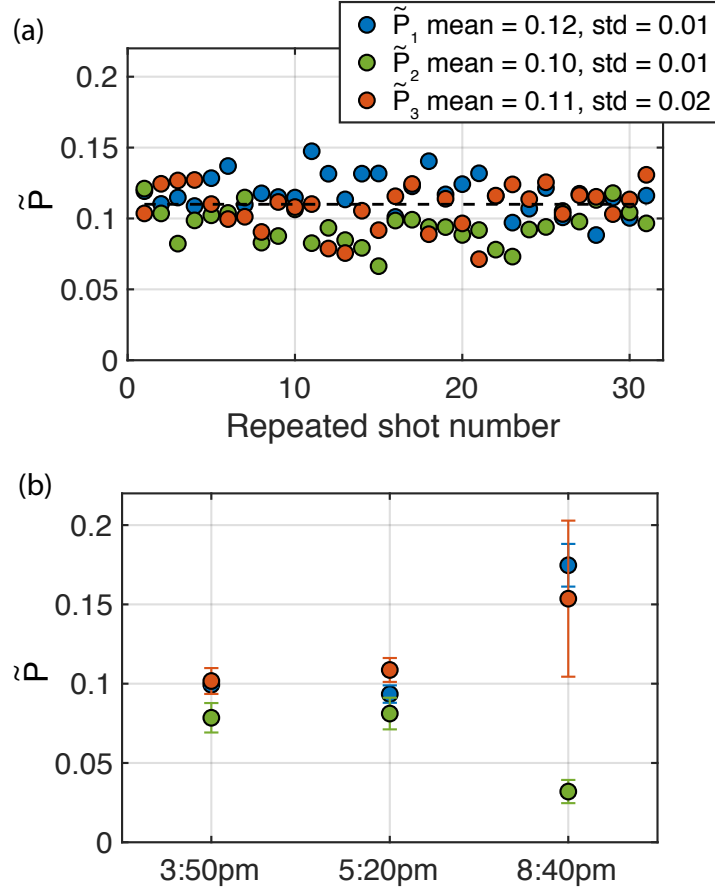 (a)
P̃₁ mean = 0.12, std = 0.01
P̃₂ mean = 0.10, std = 0.01
P̃₃ mean = 0.11, std = 0.02
0.2
0.15
0.1
0.05
0
P̃
0 10 20 30
Repeated shot number
(b)
0.2
0.15
0.1
0.05
0
P̃
3:50pm 5:20pm 8:40pm